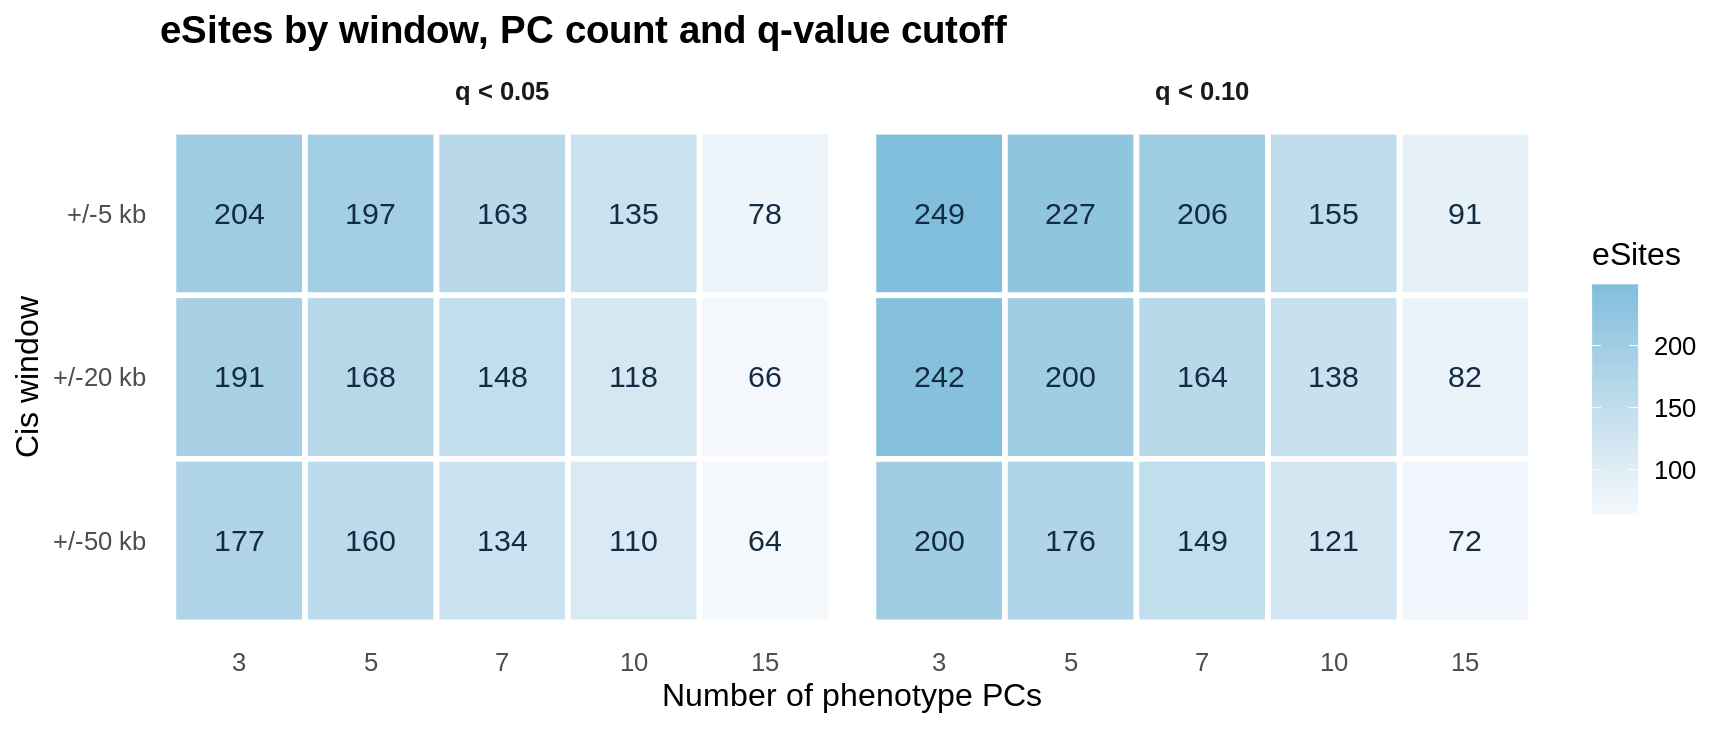 eSites by window, PC count and q-value cutoff
q < 0.05 q < 0.10
+/-5 kb 204 197 163 135 78 249 227 206 155 91
+/-20 kb 191 168 148 118 66 242 200 164 138 82
+/-50 kb 177 160 134 110 64 200 176 149 121 72
3 5 7 10 15 3 5 7 10 15
Number of phenotype PCs
Cis window
eSites
200
150
100